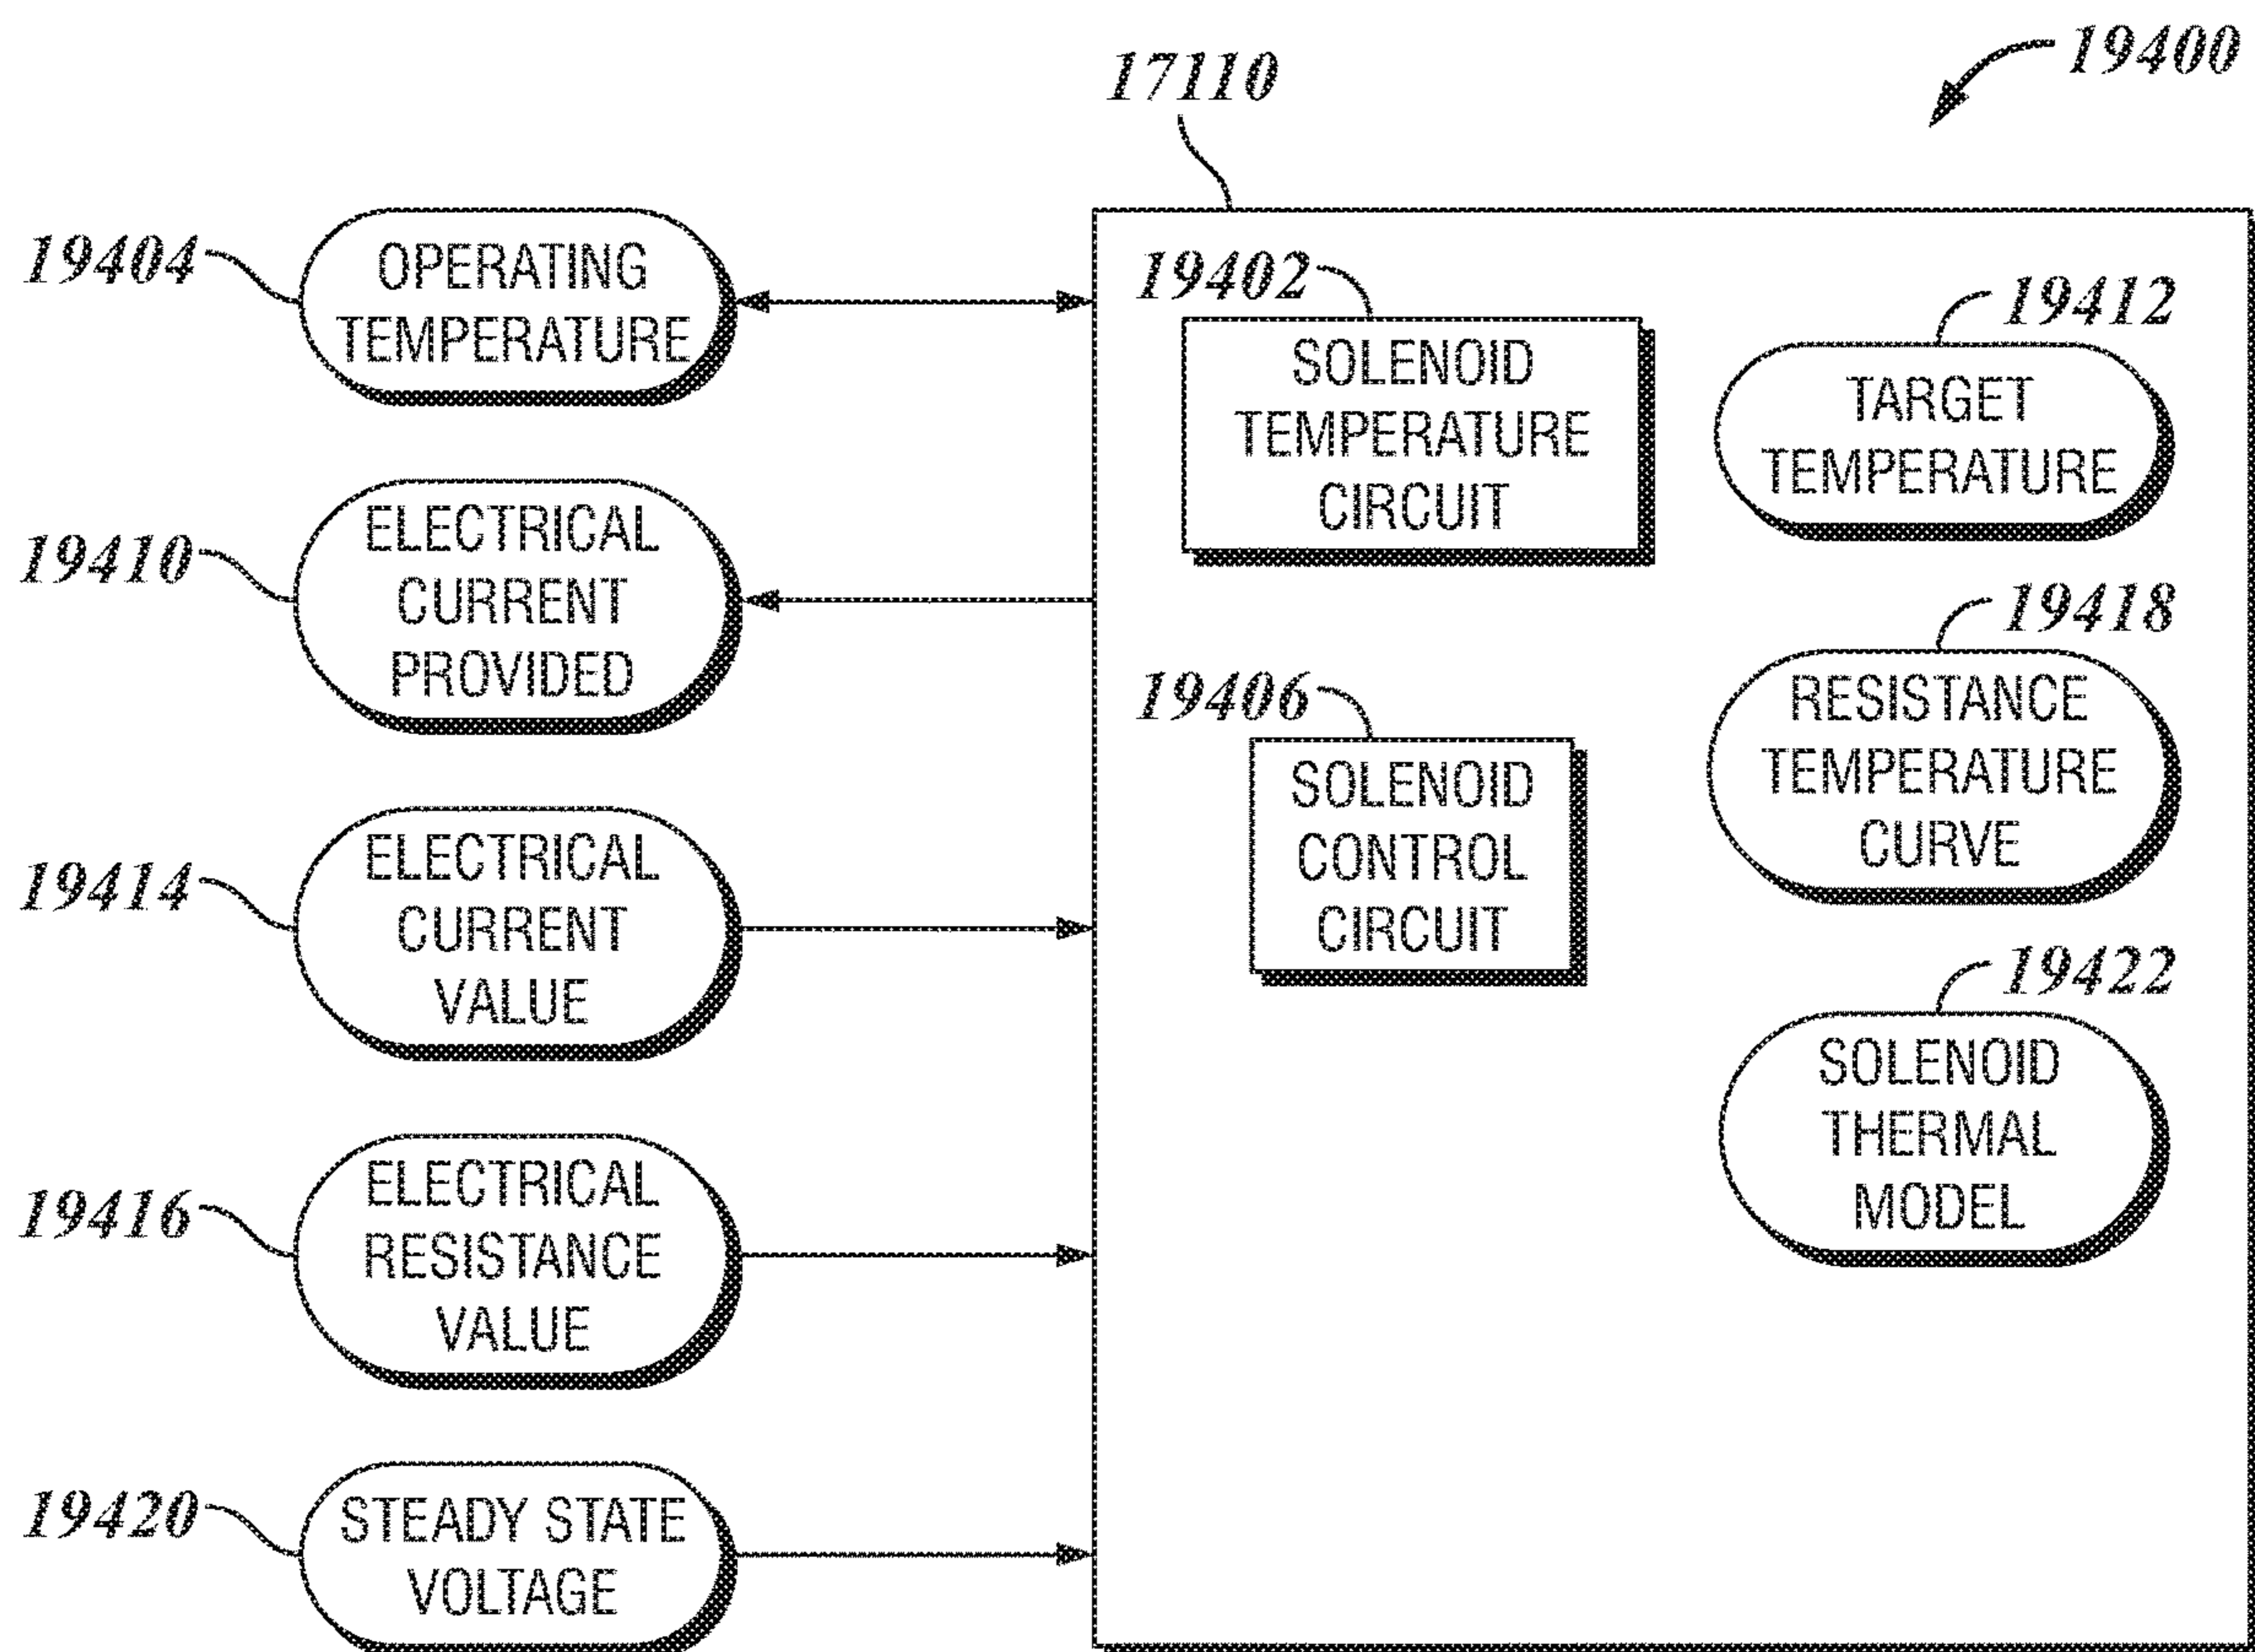 19400
17110
19404
OPERATING
TEMPERATURE
19402
SOLENOID
TEMPERATURE
CIRCUIT
19412
TARGET
TEMPERATURE
19410
ELECTRICAL
CURRENT
PROVIDED
19418
RESISTANCE
TEMPERATURE
CURVE
19406
SOLENOID
CONTROL
CIRCUIT
19414
ELECTRICAL
CURRENT
VALUE
19422
SOLENOID
THERMAL
MODEL
19416
ELECTRICAL
RESISTANCE
VALUE
19420
STEADY STATE
VOLTAGE